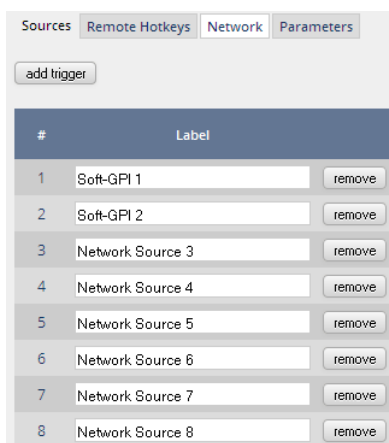 Sources Remote Hotkeys Network Parameters
add trigger
# Label
1 Soft-GPI 1 remove
2 Soft-GPI 2 remove
3 Network Source 3 remove
4 Network Source 4 remove
5 Network Source 5 remove
6 Network Source 6 remove
7 Network Source 7 remove
8 Network Source 8 remove